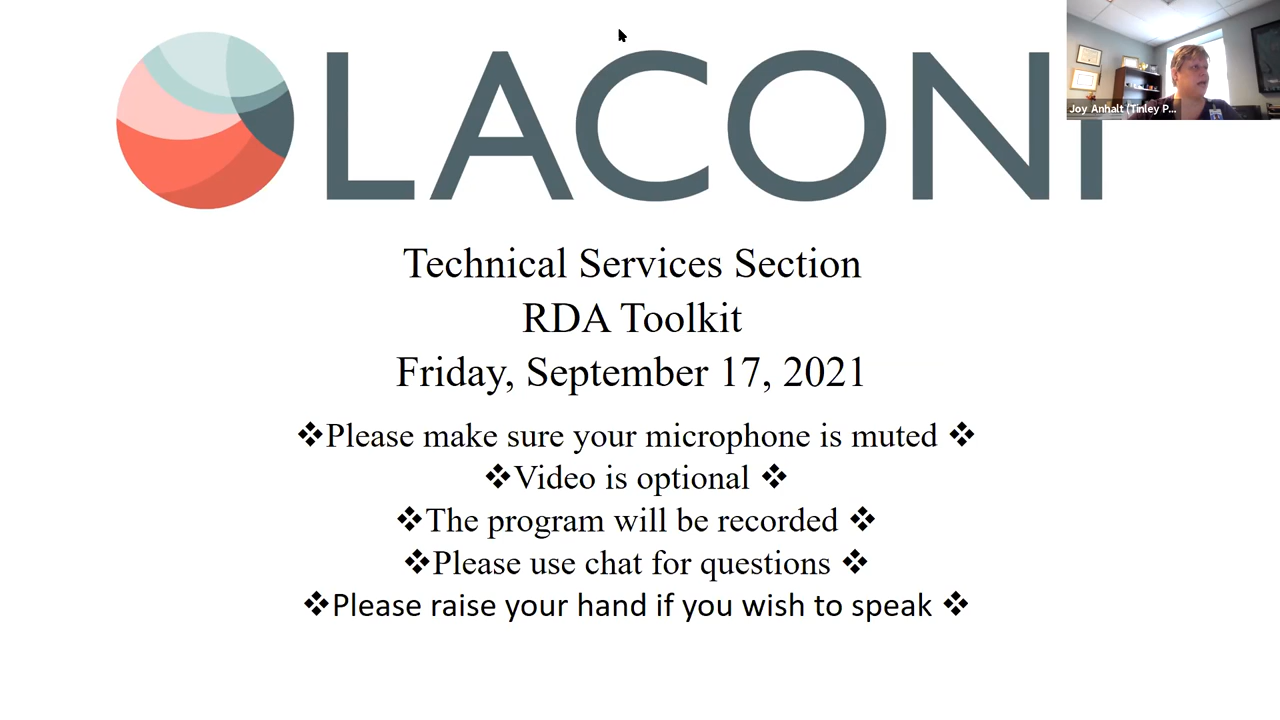 LACONI
Joy Anhalt (Tinley P...
Technical Services Section
RDA Toolkit
Friday, September 17, 2021
❖Please make sure your microphone is muted ❖
❖Video is optional ❖
❖The program will be recorded ❖
❖Please use chat for questions ❖
❖Please raise your hand if you wish to speak ❖